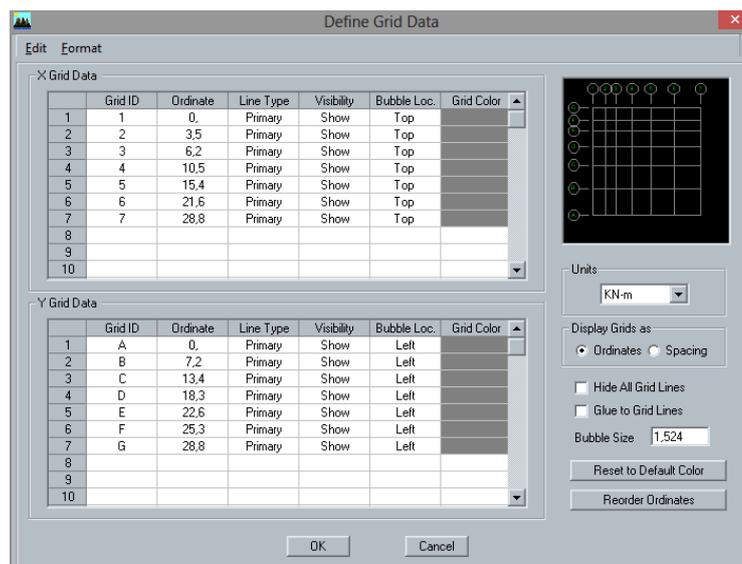 Define Grid Data
Edit Format
X Grid Data
Grid ID Ordinate Line Type Visibility Bubble Loc. Grid Color
1 1 0, Primary Show Top
2 2 3,5 Primary Show Top
3 3 6,2 Primary Show Top
4 4 10,5 Primary Show Top
5 5 15,4 Primary Show Top
6 6 21,6 Primary Show Top
7 7 28,8 Primary Show Top
8
9
10
Y Grid Data
Grid ID Ordinate Line Type Visibility Bubble Loc. Grid Color
1 A 0, Primary Show Left
2 B 7,2 Primary Show Left
3 C 13,4 Primary Show Left
4 D 18,3 Primary Show Left
5 E 22,6 Primary Show Left
6 F 25,3 Primary Show Left
7 G 28,8 Primary Show Left
8
9
10
Units
KN-m
Display Grids as
Ordinates Spacing
Hide All Grid Lines
Glue to Grid Lines
Bubble Size 1,524
Reset to Default Color
Reorder Ordinates
OK Cancel